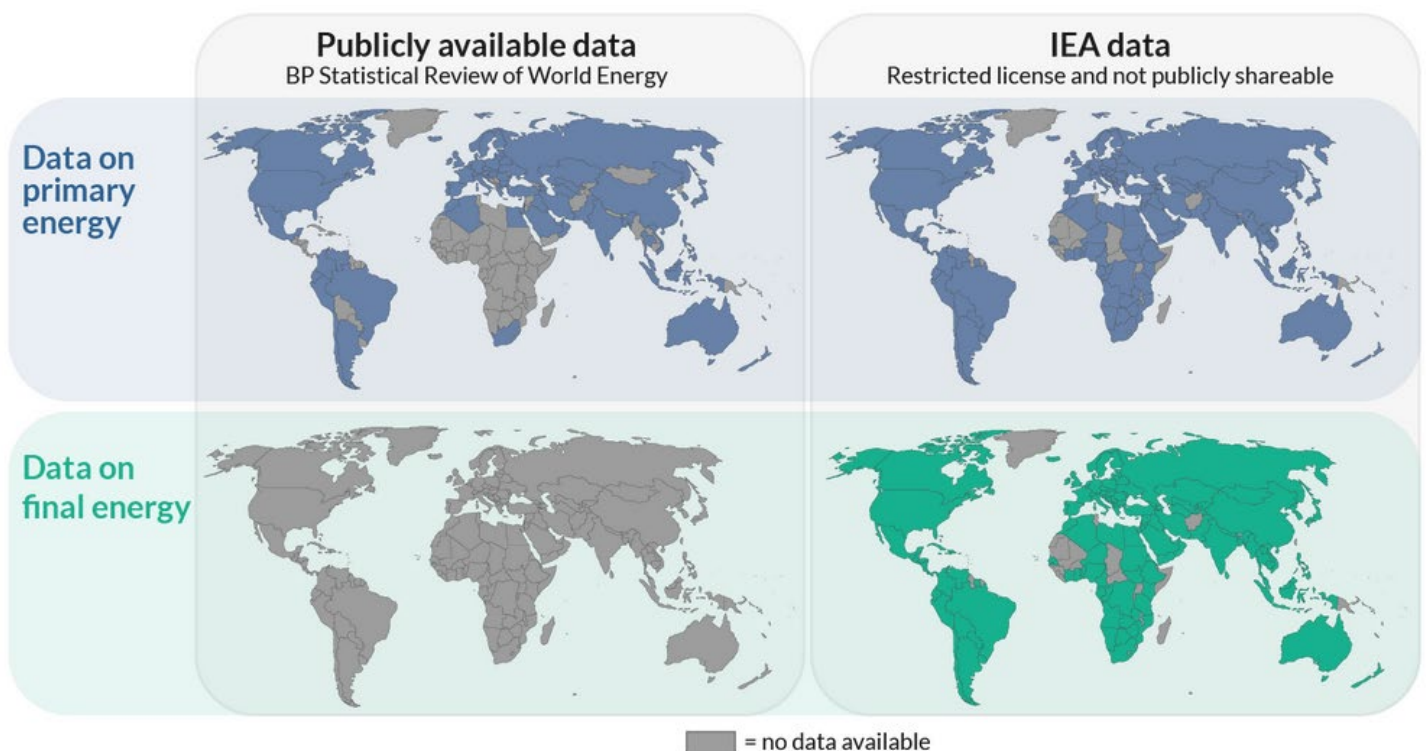 Publicly available data
BP Statistical Review of World Energy
IEA data
Restricted license and not publicly shareable
Data on
primary
energy
Data on
final energy
= no data available